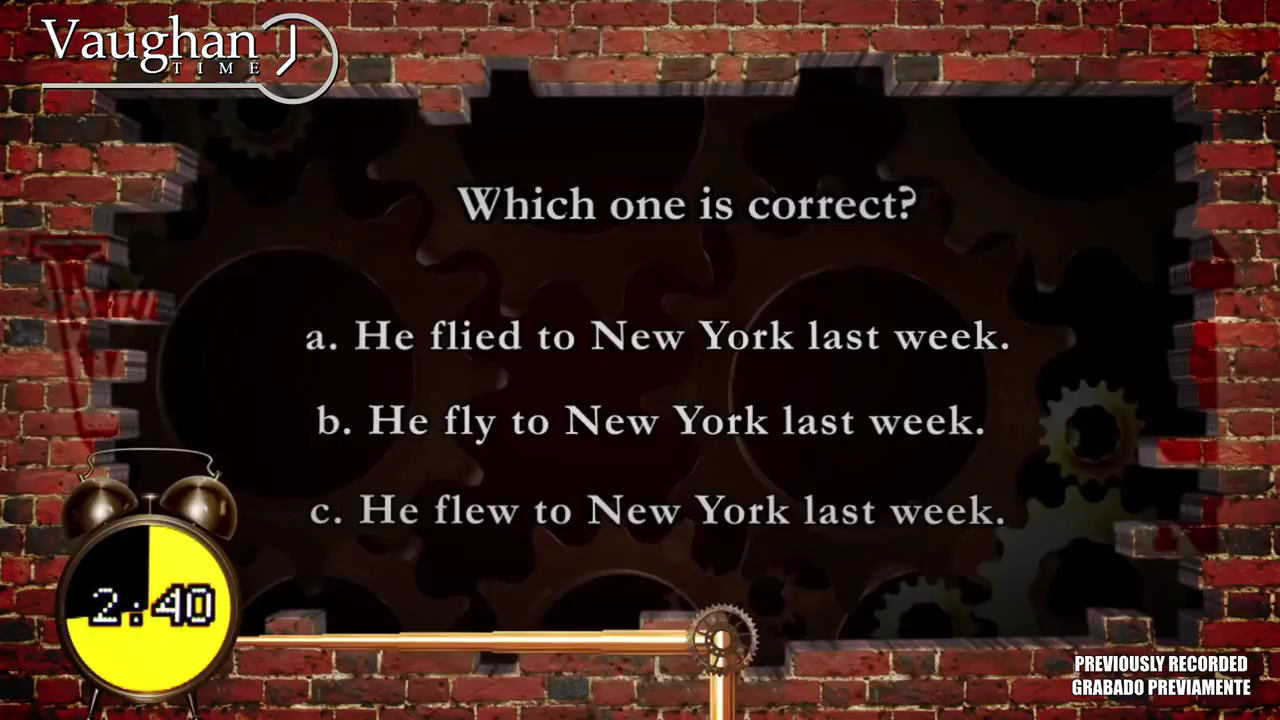 Vaughan
TIME
Which one is correct?
a. He flied to New York last week.
b. He fly to New York last week.
c. He flew to New York last week.
2:40
PREVIOUSLY RECORDED
GRABADO PREVIAMENTE